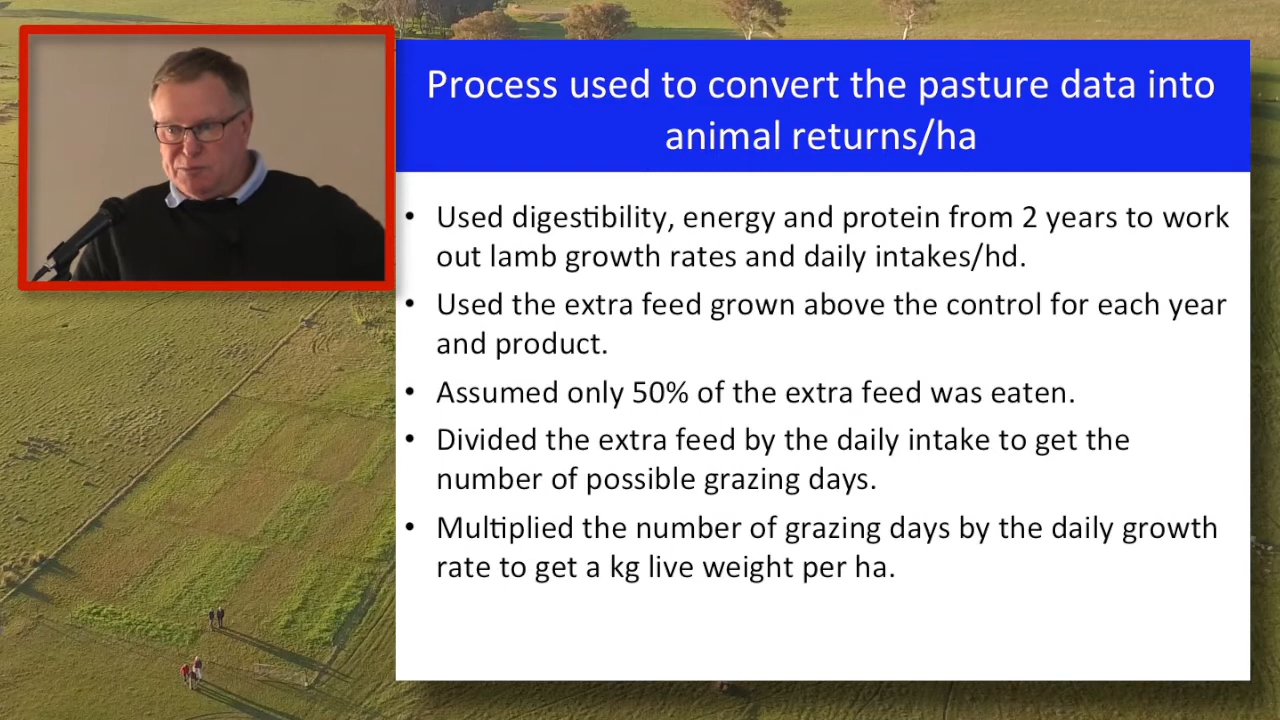 Process used to convert the pasture data into
animal returns/ha
• Used digestibility, energy and protein from 2 years to work
out lamb growth rates and daily intakes/hd.
• Used the extra feed grown above the control for each year
and product.
• Assumed only 50% of the extra feed was eaten.
• Divided the extra feed by the daily intake to get the
number of possible grazing days.
• Multiplied the number of grazing days by the daily growth
rate to get a kg live weight per ha.